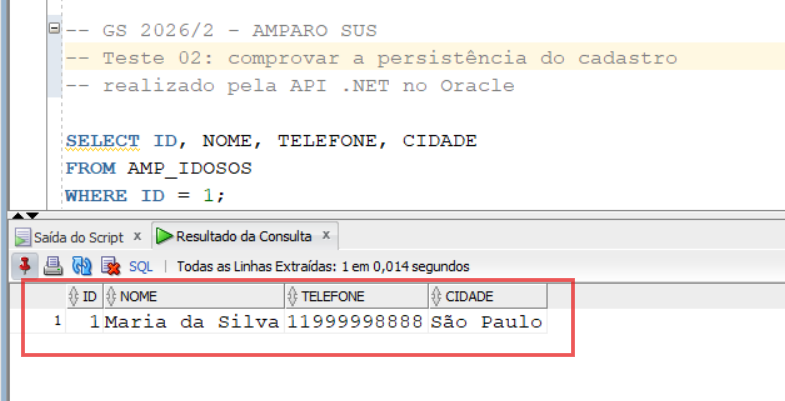 -- GS 2026/2 - AMPARO SUS
-- Teste 02: comprovar a persistência do cadastro
-- realizado pela API .NET no Oracle
SELECT ID, NOME, TELEFONE, CIDADE
FROM AMP_IDOSOS
WHERE ID = 1;
Saída do Script x Resultado da Consulta x
SQL | Todas as Linhas Extraídas: 1 em 0,014 segundos
ID NOME TELEFONE CIDADE
1 1 Maria da Silva 11999998888 São Paulo